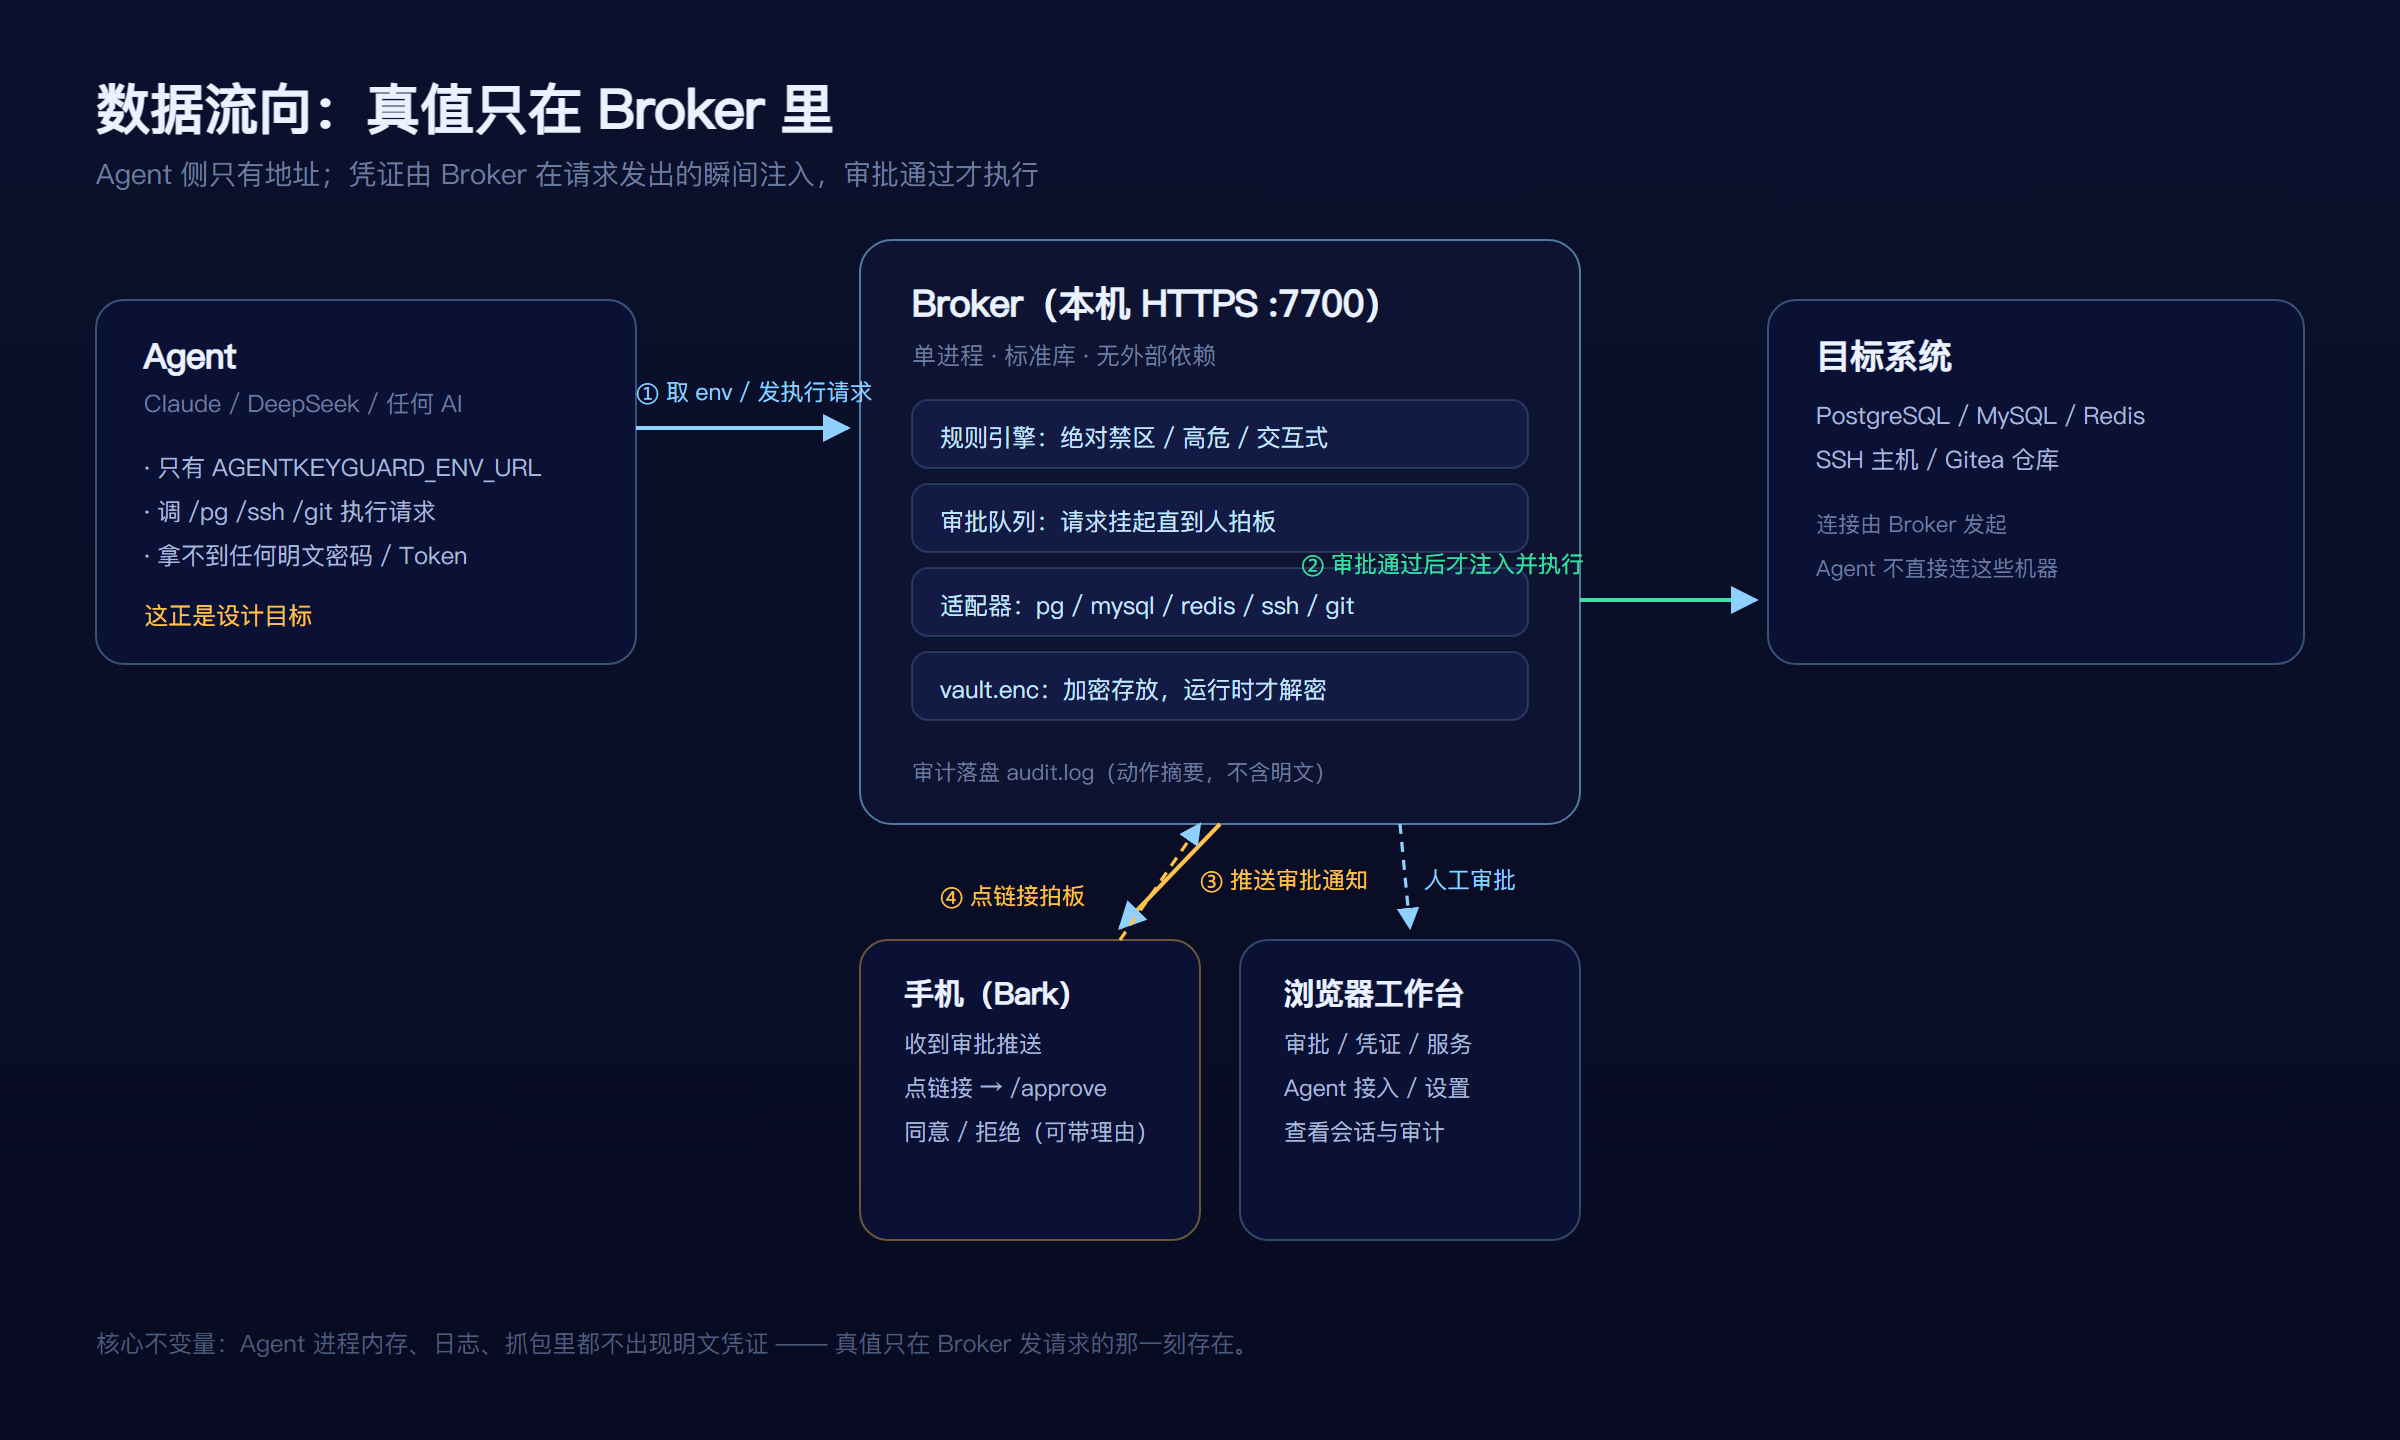 数据流向：真值只在 Broker 里
Agent 侧只有地址；凭证由 Broker 在请求发出的瞬间注入，审批通过才执行
Agent
Claude / DeepSeek / 任何 AI
· 只有 AGENTKEYGUARD_ENV_URL
· 调 /pg /ssh /git 执行请求
· 拿不到任何明文密码 / Token
这正是设计目标
① 取 env / 发执行请求
Broker（本机 HTTPS :7700）
单进程 · 标准库 · 无外部依赖
规则引擎：绝对禁区 / 高危 / 交互式
审批队列：请求挂起直到人拍板
② 审批通过后才注入并执行
适配器：pg / mysql / redis / ssh / git
vault.enc：加密存放，运行时才解密
审计落盘 audit.log（动作摘要，不含明文）
目标系统
PostgreSQL / MySQL / Redis
SSH 主机 / Gitea 仓库
连接由 Broker 发起
Agent 不直接连这些机器
④ 点链接拍板
③ 推送审批通知
人工审批
手机（Bark）
收到审批推送
点链接 → /approve
同意 / 拒绝（可带理由）
浏览器工作台
审批 / 凭证 / 服务
Agent 接入 / 设置
查看会话与审计
核心不变量：Agent 进程内存、日志、抓包里都不出现明文凭证 —— 真值只在 Broker 发请求的那一刻存在。